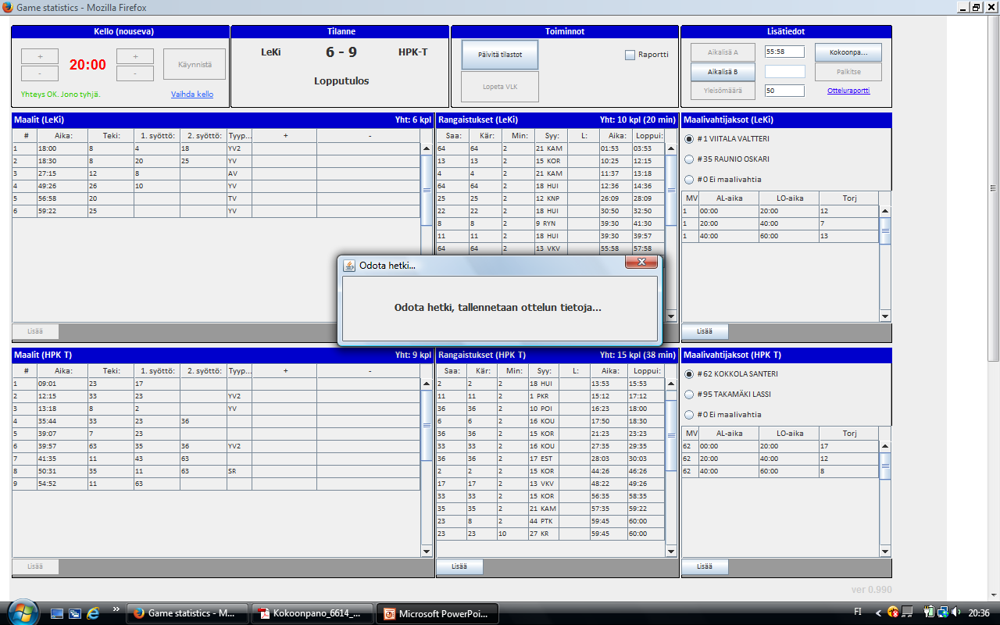 Game statistics - Mozilla Firefox
Kello (nouseva)
+ 20:00 + Käynnistä
- -
Yhteys OK. Jono tyhjä. Vaihda kello
Tilanne
LeKi 6 - 9 HPK-T
Lopputulos
Toiminnot
Päivitä tilastot Raportti
Lopeta VLK
Lisätiedot
Aikalisä A 55:58 Kokoonpa...
Aikalisä B Palkitse
Yleisömäärä 50 Otteluraportti
Maalit (LeKi) Yht: 6 kpl
# Aika: Teki: 1. syöttö: 2. syöttö: Tyyp... + -
1 18:00 8 4 18 YV2
2 18:30 8 20 25 YV
3 27:15 12 8 AV
4 49:26 26 10 YV
5 56:58 20 TV
6 59:22 25 YV
Lisää
Rangaistukset (LeKi) Yht: 10 kpl (20 min)
Saa: Kär: Min: Syy: L: Aika: Loppui:
64 64 2 21 KAM 01:53 03:53
13 13 2 15 KOR 10:25 12:15
4 4 2 21 KAM 11:37 13:18
64 64 2 18 HUI 12:36 14:36
25 25 2 12 KNP 26:09 28:09
22 22 2 18 HUI 30:50 32:50
8 8 2 9 RYN 39:30 41:30
11 11 2 18 HUI 39:30 39:57
64 64 2 13 VKV 55:58 57:58
Maalivahtijaksot (LeKi)
# 1 VIITALA VALTTERI
# 35 RAUNIO OSKARI
# 0 Ei maalivahtia
MV AL-aika LO-aika Torj
1 00:00 20:00 12
1 20:00 40:00 7
1 40:00 60:00 13
Lisää
Odota hetki...
Odota hetki, tallennetaan ottelun tietoja...
Maalit (HPK T) Yht: 9 kpl
# Aika: Teki: 1. syöttö: 2. syöttö: Tyyp... + -
1 09:01 23 17
2 12:15 33 23 YV2
3 13:18 8 2 YV
4 35:44 33 23 36
5 39:07 7 23
6 39:57 63 35 36 YV2
7 41:35 11 43 63
8 50:31 35 11 63 SR
9 54:52 11 63
Lisää
Rangaistukset (HPK T) Yht: 15 kpl (38 min)
Saa: Kär: Min: Syy: L: Aika: Loppui:
2 2 2 18 HUI 13:53 15:53
11 11 2 1 PKR 15:12 17:12
36 36 2 10 POI 16:23 18:00
6 6 2 16 KOU 17:50 18:30
36 36 2 15 KOR 21:23 23:23
33 33 2 16 KOU 27:35 29:35
36 36 2 17 EST 28:03 30:03
2 2 2 15 KOR 44:26 46:26
17 17 2 13 VKV 48:22 49:26
33 33 2 15 KOR 56:35 58:35
35 35 2 21 KAM 57:35 59:22
23 8 2 44 PTK 59:45 60:00
23 23 10 27 KR 59:45 60:00
Lisää
Maalivahtijaksot (HPK T)
# 62 KOKKOLA SANTERI
# 95 TAKAMÄKI LASSI
# 0 Ei maalivahtia
MV AL-aika LO-aika Torj
62 00:00 20:00 17
62 20:00 40:00 12
62 40:00 60:00 8
Lisää
ver 0.990
Game statistics - M... Kokoonpano_6614_... Microsoft PowerPoi... FI 20:36